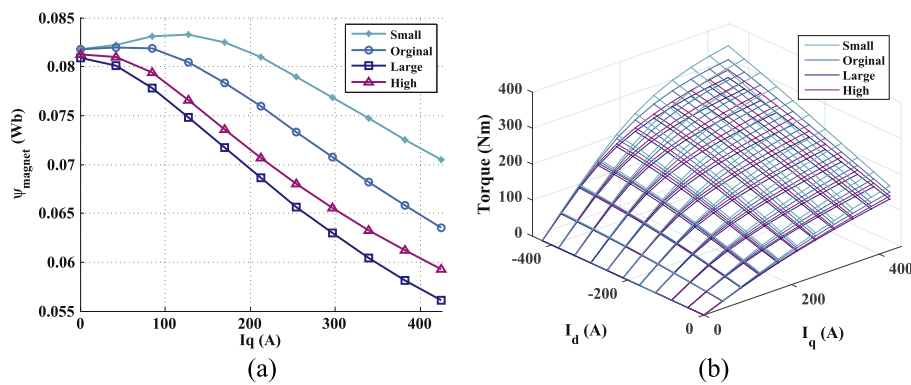 (a)
0.085
0.08
0.075
0.07
0.065
0.06
0.055
ψmagnet (Wb)
0 100 200 300 400
Iq (A)
Small
Orginal
Large
High
(b)
400
300
200
100
0
Torque (Nm)
-400 -200 0
Id (A)
0 200 400
Iq (A)
Small
Orginal
Large
High